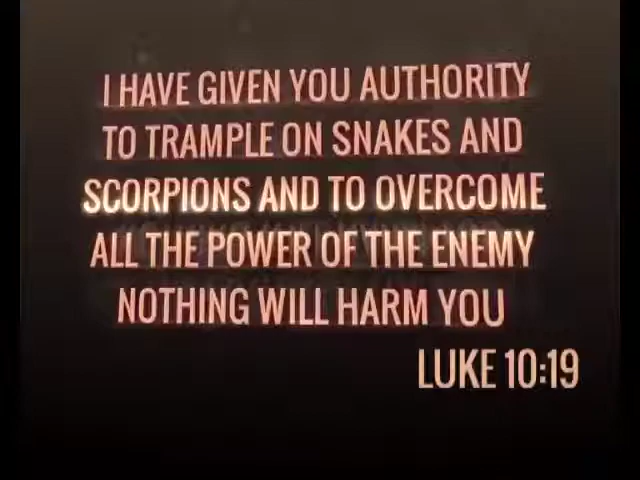 I HAVE GIVEN YOU AUTHORITY
TO TRAMPLE ON SNAKES AND
SCORPIONS AND TO OVERCOME
ALL THE POWER OF THE ENEMY
NOTHING WILL HARM YOU
LUKE 10:19